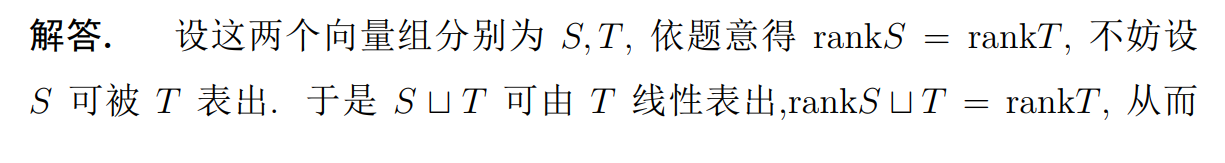 解答. 设这两个向量组分别为 S, T, 依题意得 rankS = rankT, 不妨设
S 可被 T 表出. 于是 S ⊔ T 可由 T 线性表出,rankS ⊔ T = rankT, 从而